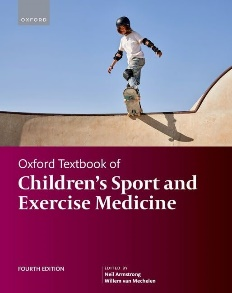 OXFORD
Oxford Textbook of
Children's Sport and
Exercise Medicine
FOURTH EDITION
EDITED BY
Neil Armstrong
Willem van Mechelen